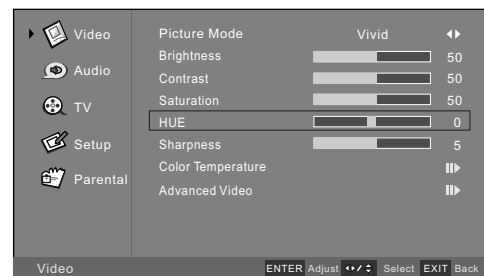 Video
Audio
TV
Setup
Parental
Picture Mode Vivid
Brightness 50
Contrast 50
Saturation 50
HUE 0
Sharpness 5
Color Temperature
Advanced Video
Video ENTER Adjust Select EXIT Back